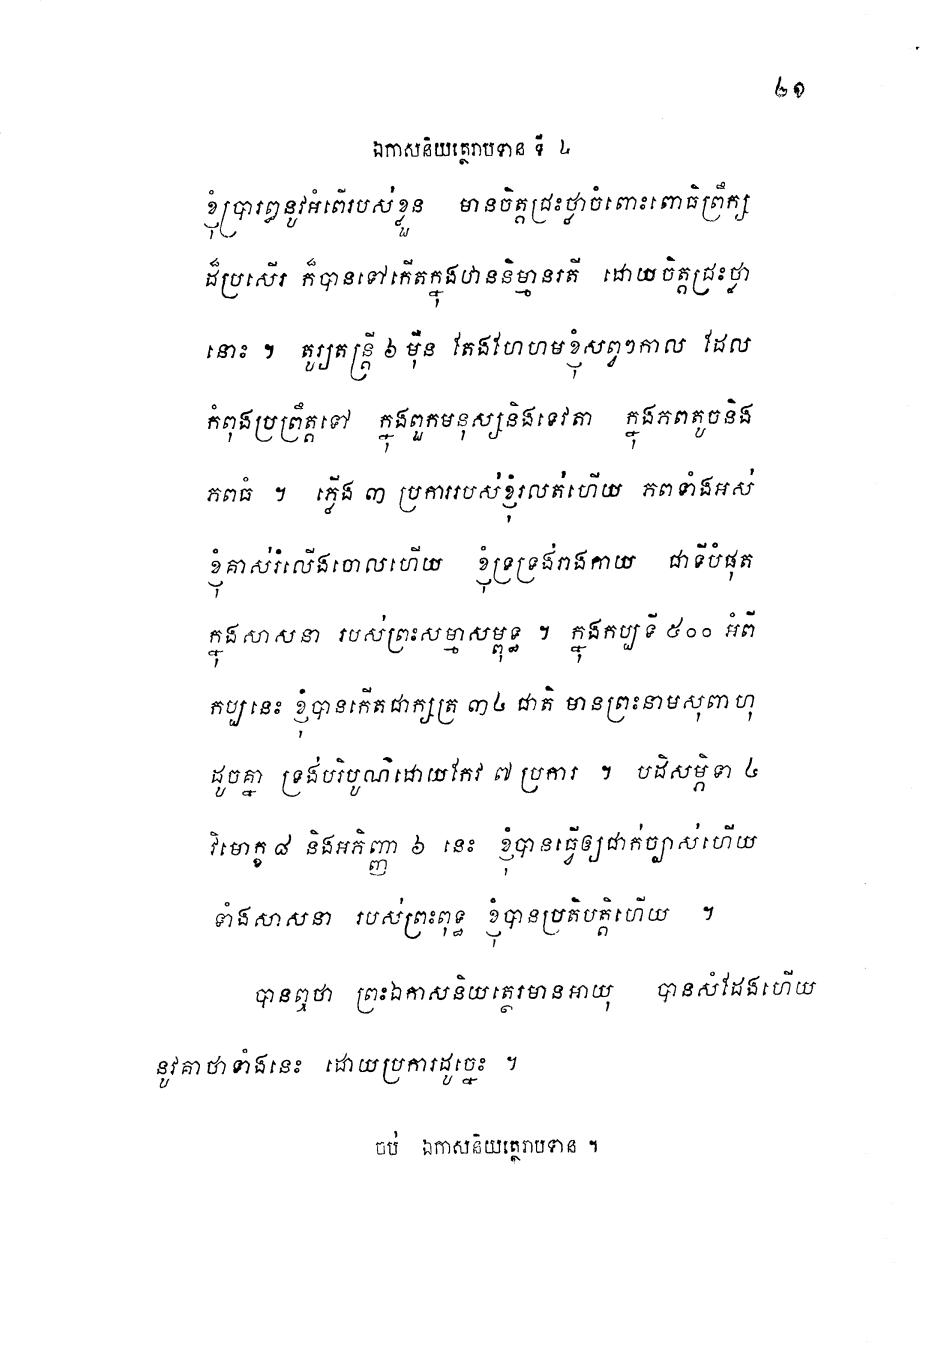 ៤១
ឯកាសនិយត្ថេរាបទាន ទី ៤
ខ្ញុំប្រារឰនូវអំពើរបស់ខ្លួន មានចិត្តជ្រះថ្លាចំពោះពោធិព្រឹក្ស
ដ៏ប្រសើរ ក៏បានទៅកើតក្នុងឋាននិម្មានរតី ដោយចិត្តជ្រះថ្លា
នោះ ។ តូរ្យតន្ត្រី ៦ ម៉ឺន តែងហែហមខ្ញុំសព្វៗកាល ដែល
កំពុងប្រព្រឹត្តទៅ ក្នុងពួកមនុស្សនិងទេវតា ក្នុងភពតូចនិង
ភពធំ ។ ភ្លើង ៣ ប្រការរបស់ខ្ញុំរលត់ហើយ ភពទាំងអស់
ខ្ញុំគាស់រំលើងចោលហើយ ខ្ញុំទ្រទ្រង់រាងកាយ ជាទីបំផុត
ក្នុងសាសនា របស់ព្រះសម្មាសម្ពុទ្ធ ។ ក្នុងកប្បទី ៥០០ អំពី
កប្បនេះ ខ្ញុំបានកើតជាក្សត្រ ៣៤ ជាតិ មានព្រះនាមសុពាហុ
ដូចគ្នា ទ្រង់បរិបូណ៌ដោយកែវ ៧ ប្រការ ។ បដិសម្ភិទា ៤
វិមោក្ខ ៨ និងអភិញ្ញា ៦ នេះ ខ្ញុំបានធ្វើឲ្យជាក់ច្បាស់ហើយ
ទាំងសាសនា របស់ព្រះពុទ្ធ ខ្ញុំបានប្រតិបត្តិហើយ ។
បានឮថា ព្រះឯកាសនិយត្ថេរមានអាយុ បានសំដែងហើយ
នូវគាថាទាំងនេះ ដោយប្រការដូច្នេះ ។
ចប់ ឯកាសនិយត្ថេរាបទាន ។